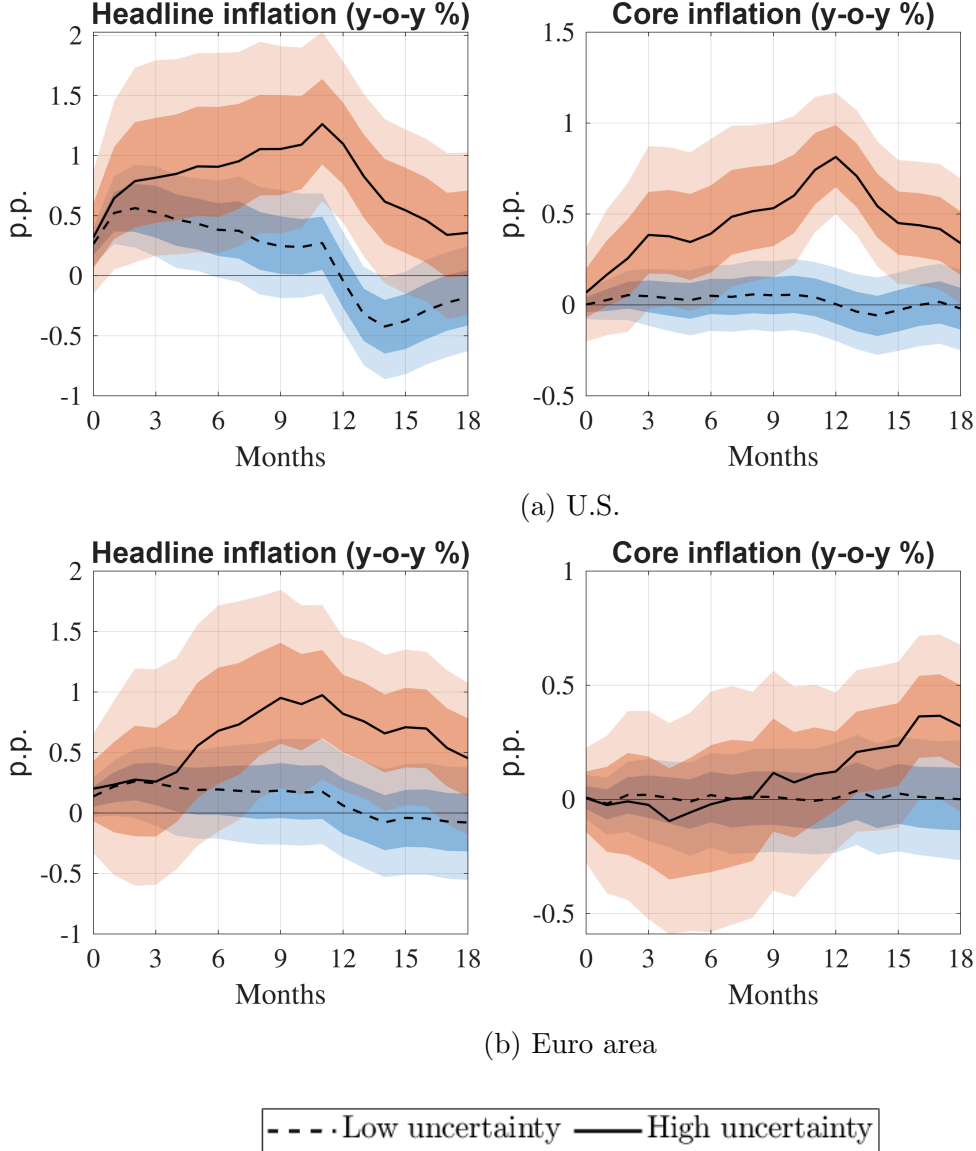 Headline inflation (y-o-y %)
Core inflation (y-o-y %)
2
1.5
1
0.5
0
-0.5
-1
p.p.
0 3 6 9 12 15 18
Months
1.5
1
0.5
0
-0.5
p.p.
0 3 6 9 12 15 18
Months
(a) U.S.
Headline inflation (y-o-y %)
Core inflation (y-o-y %)
2
1.5
1
0.5
0
-0.5
-1
p.p.
0 3 6 9 12 15 18
Months
1
0.5
0
-0.5
p.p.
0 3 6 9 12 15 18
Months
(b) Euro area
Low uncertainty High uncertainty